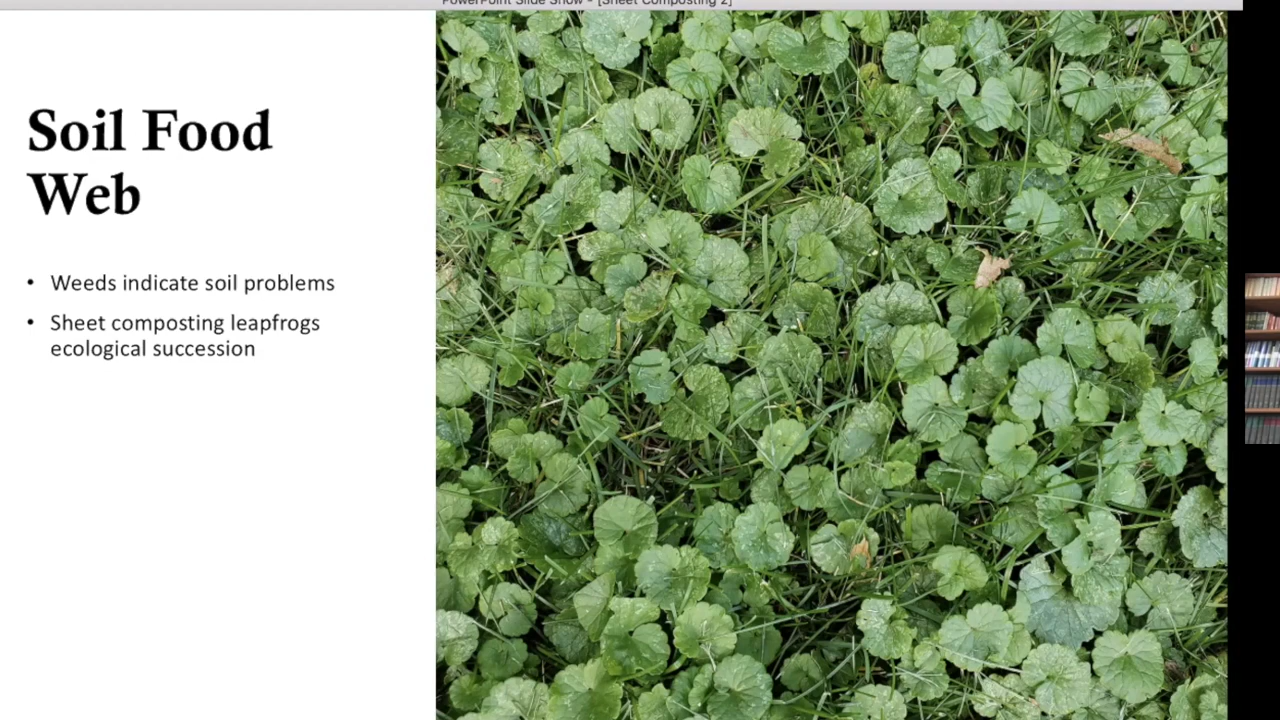 PowerPoint Slide Show - [Sheet Composting 2]
Soil Food
Web
• Weeds indicate soil problems
• Sheet composting leapfrogs
ecological succession